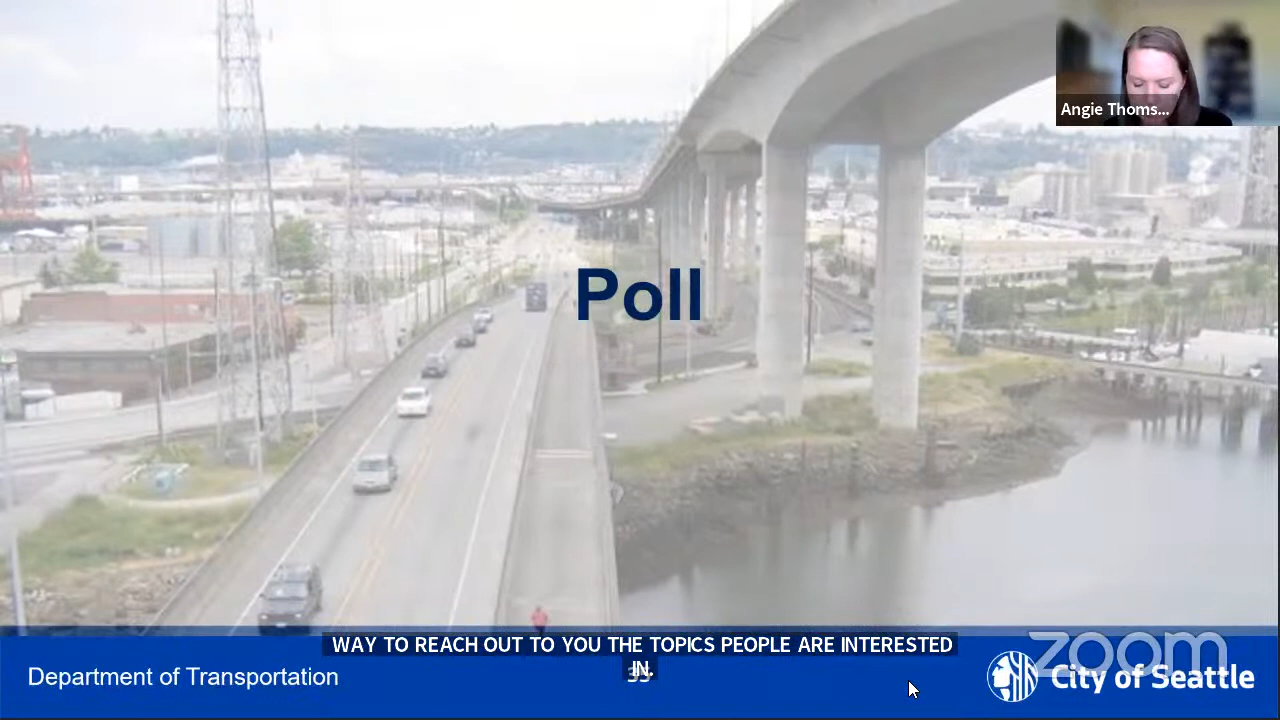 Angie Thoms...
Poll
WAY TO REACH OUT TO YOU THE TOPICS PEOPLE ARE INTERESTED
IN.
zoom
Department of Transportation
City of Seattle